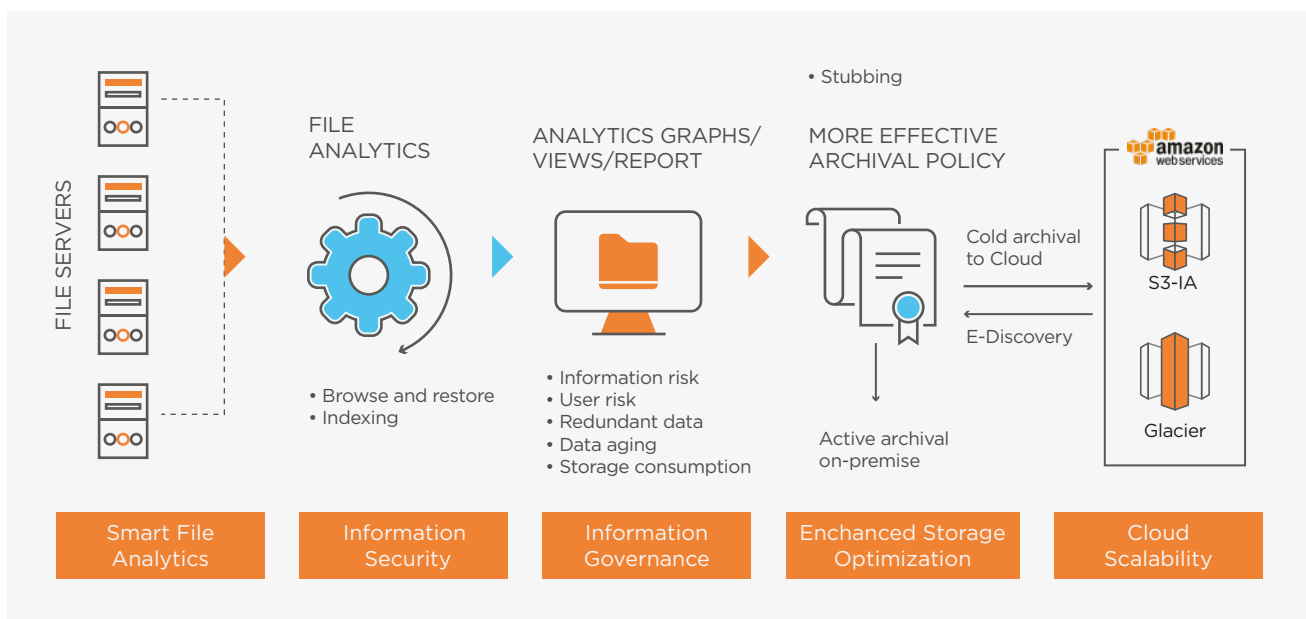 FILE SERVERS
FILE
ANALYTICS
• Browse and restore
• Indexing
ANALYTICS GRAPHS/
VIEWS/REPORT
• Information risk
• User risk
• Redundant data
• Data aging
• Storage consumption
• Stubbing
MORE EFFECTIVE
ARCHIVAL POLICY
Active archival
on-premise
Cold archival
to Cloud
E-Discovery
amazon
webservices
S3-IA
Glacier
Smart File
Analytics
Information
Security
Information
Governance
Enchanced Storage
Optimization
Cloud
Scalability